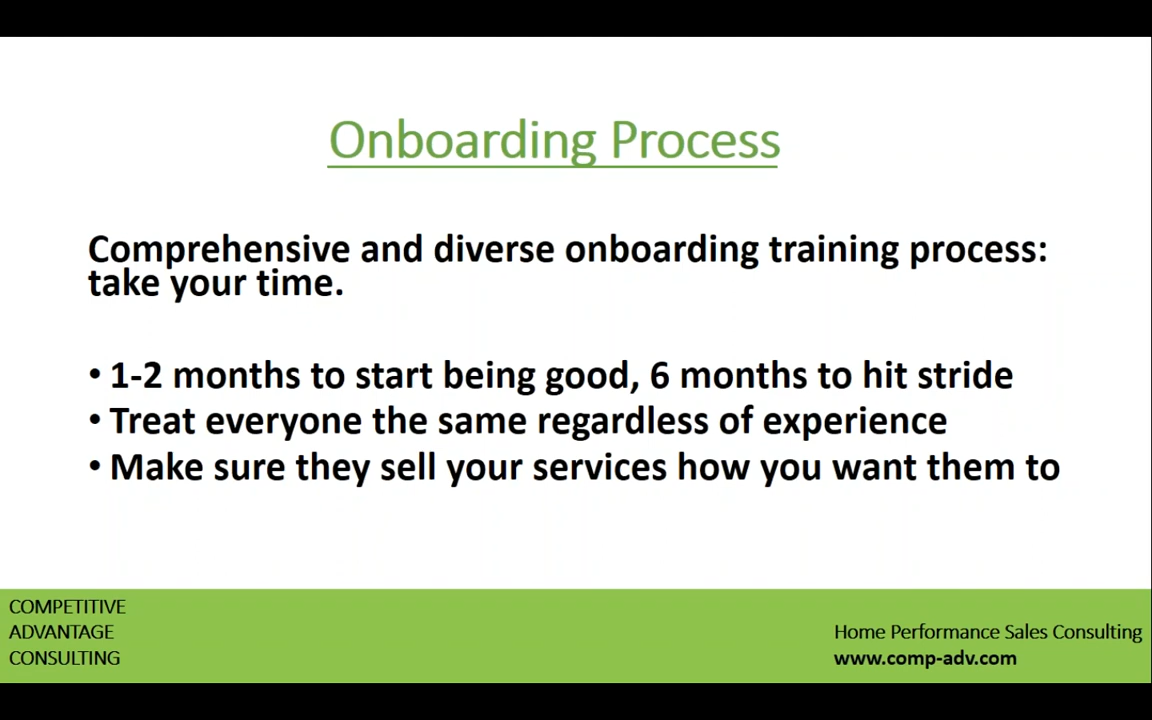 Onboarding Process
Comprehensive and diverse onboarding training process:
take your time.
• 1-2 months to start being good, 6 months to hit stride
• Treat everyone the same regardless of experience
• Make sure they sell your services how you want them to
COMPETITIVE
ADVANTAGE
CONSULTING
Home Performance Sales Consulting
www.comp-adv.com